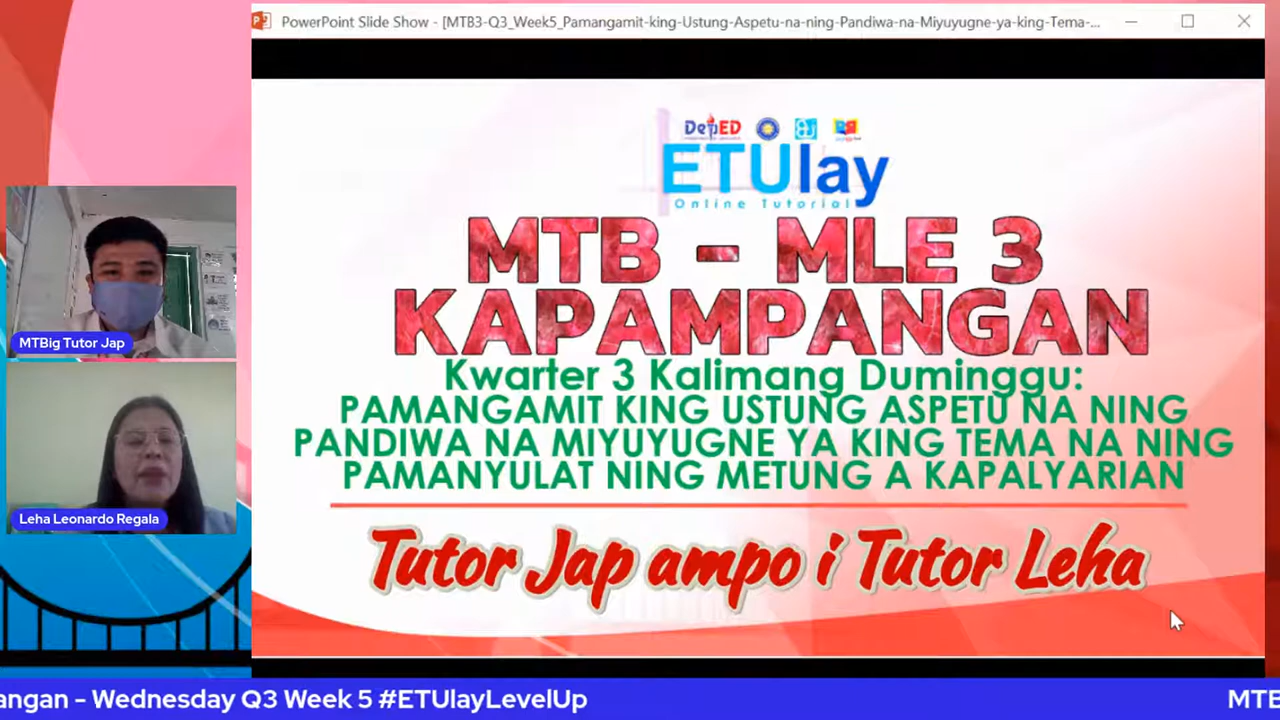 PowerPoint Slide Show - [MTB3-Q3_Week5_Pamangamit-king-Ustung-Aspetu-na-ning-Pandiwa-na-Miyuyugne-ya-king-Tema-...
DepED
ETUlay
Online Tutorial
MTB - MLE 3
KAPAMPANGAN
Kwarter 3 Kalimang Duminggu:
PAMANGAMIT KING USTUNG ASPETU NA NING
PANDIWA NA MIYUYUGNE YA KING TEMA NA NING
PAMANYULAT NING METUNG A KAPALYARIAN
Tutor Jap ampo i Tutor Leha
MTBig Tutor Jap
Leha Leonardo Regala
angan - Wednesday Q3 Week 5 #ETUlayLevelUp
MTB